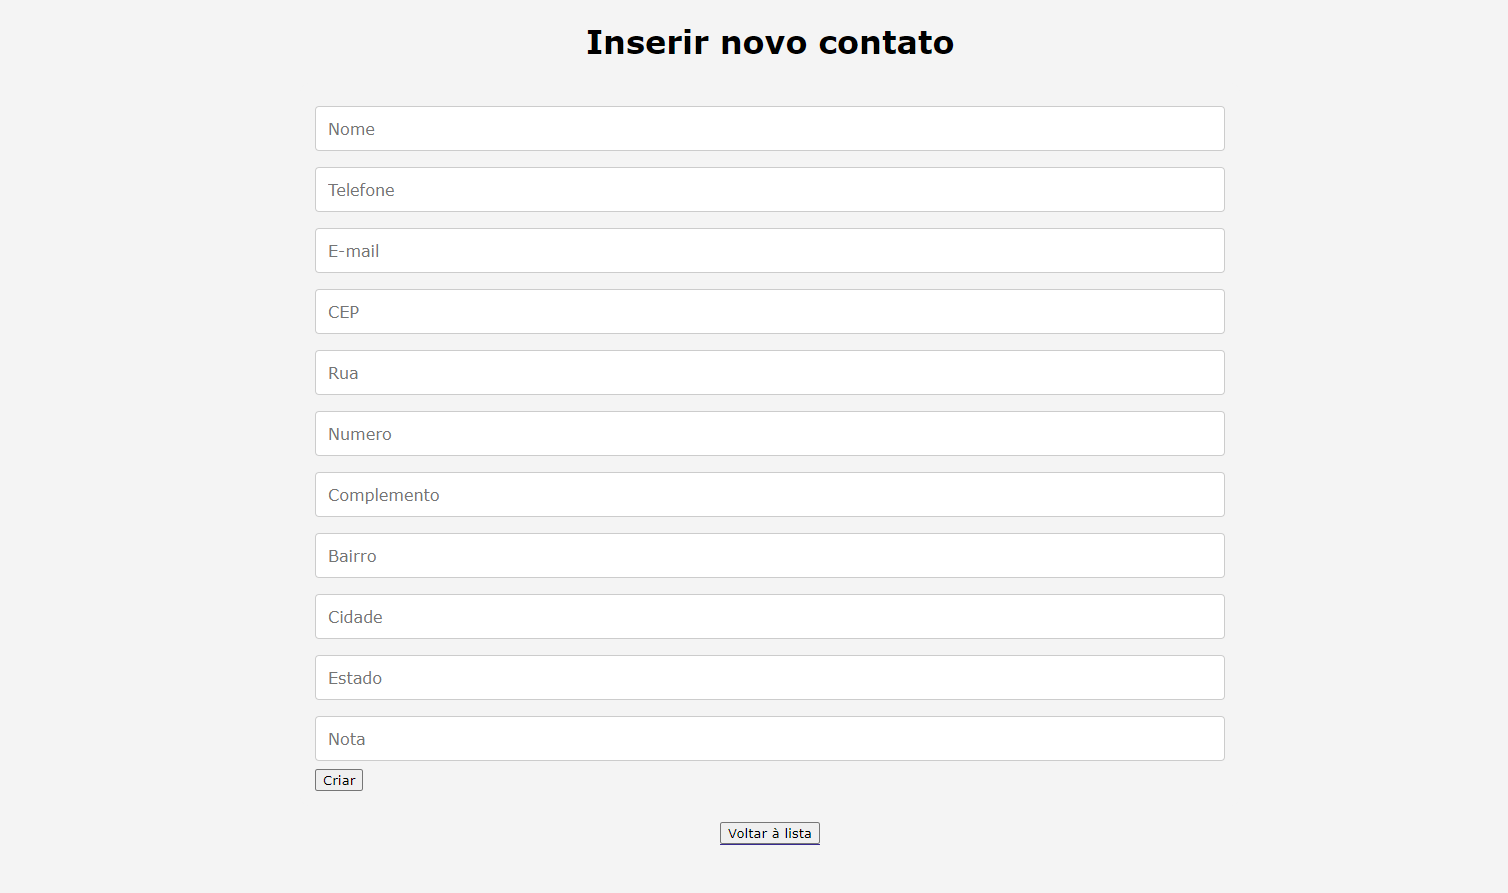 Inserir novo contato
Nome
Telefone
E-mail
CEP
Rua
Numero
Complemento
Bairro
Cidade
Estado
Nota
Criar
Voltar à lista